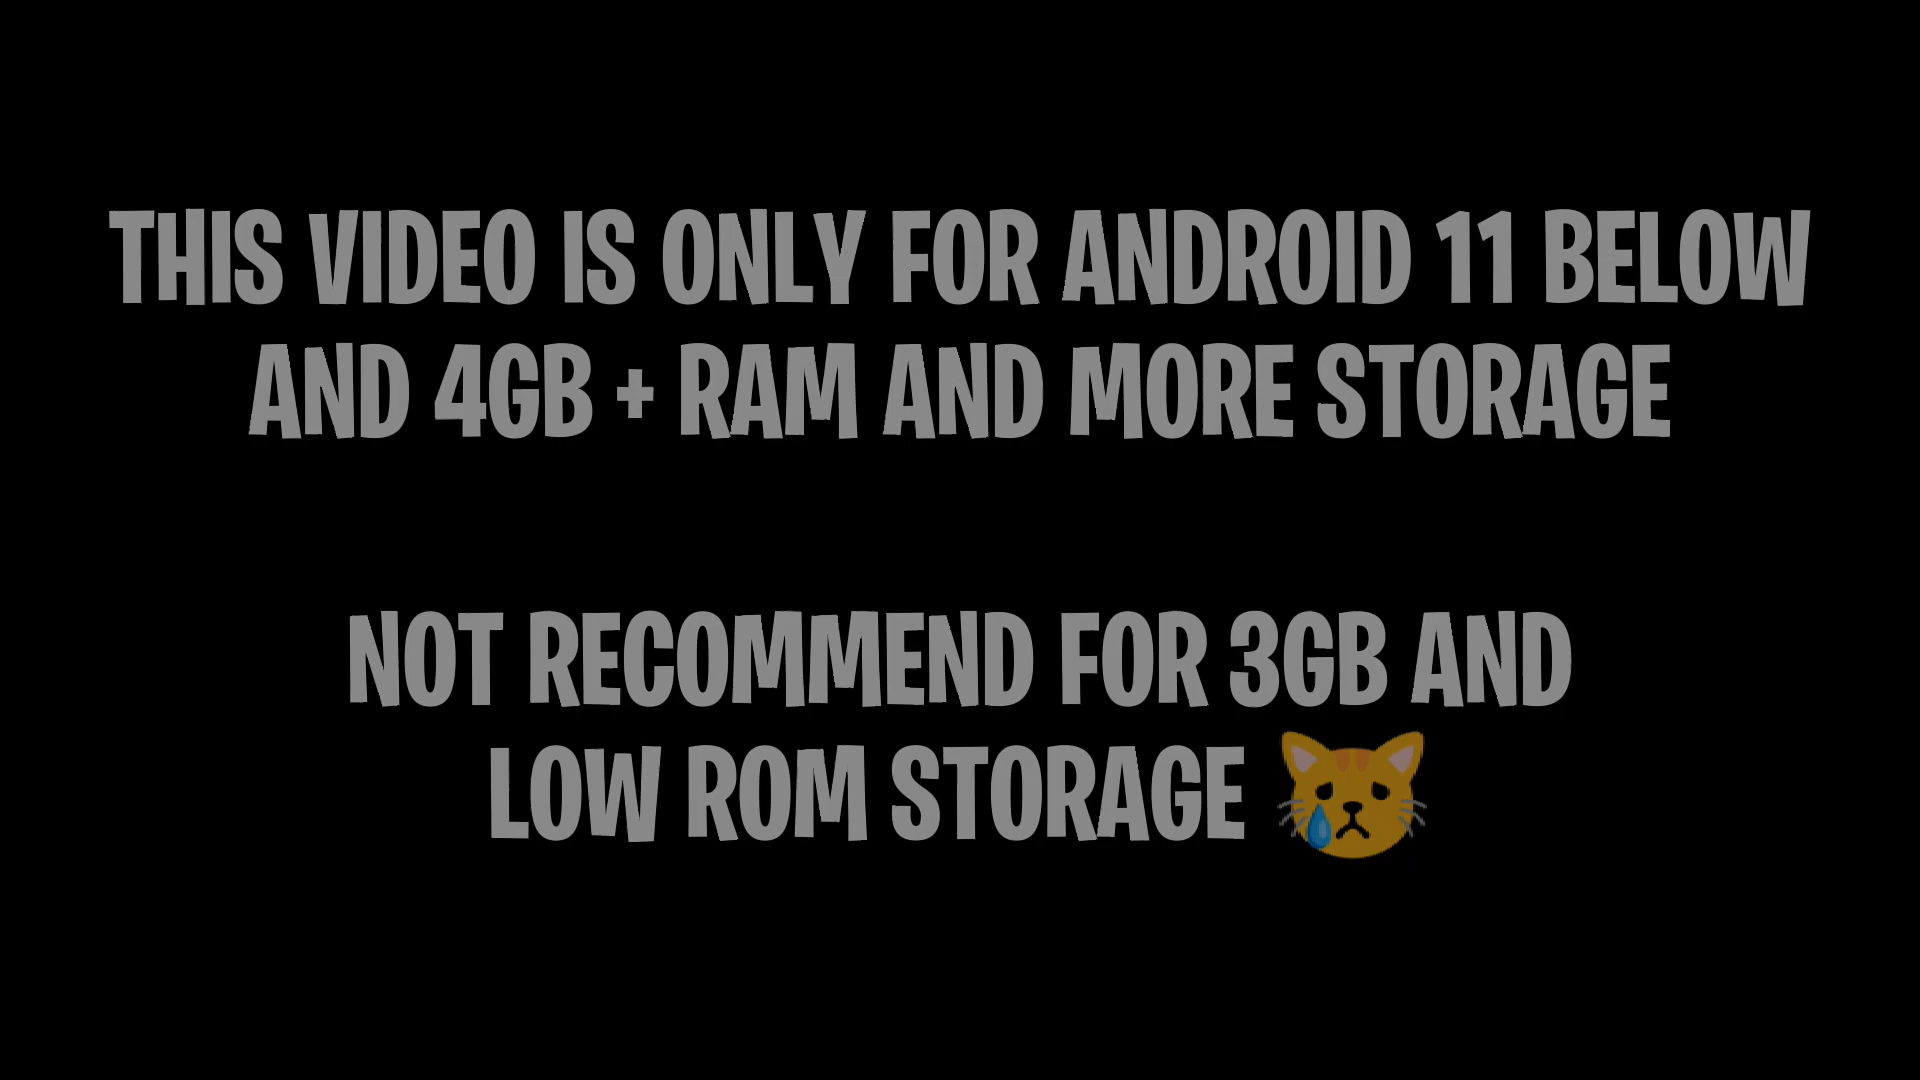 THIS VIDEO IS ONLY FOR ANDROID 11 BELOW
AND 4GB + RAM AND MORE STORAGE
NOT RECOMMEND FOR 3GB AND
LOW ROM STORAGE 😿